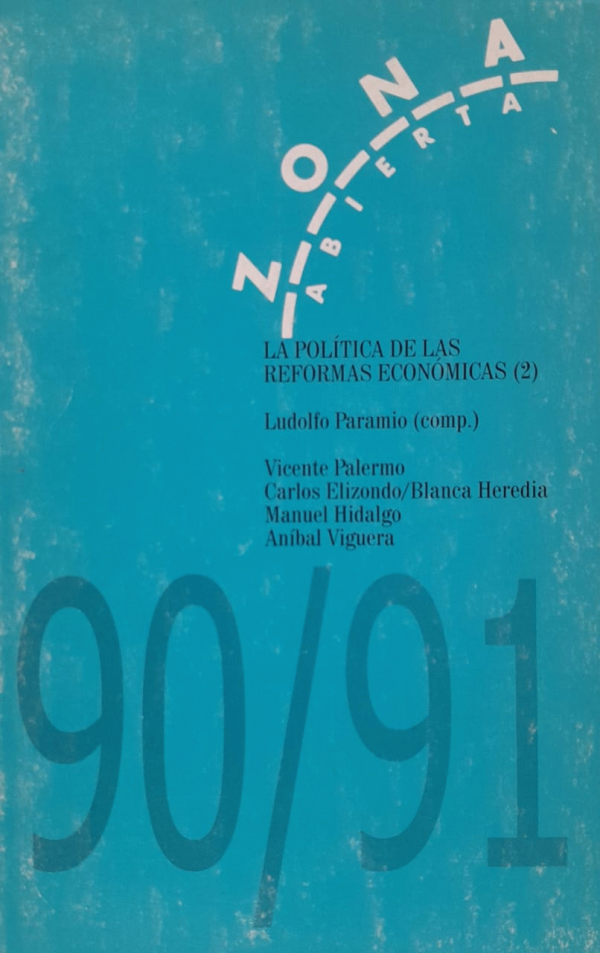 ZONA
ABIERTA
LA POLÍTICA DE LAS
REFORMAS ECONÓMICAS (2)
Ludolfo Paramio (comp.)
Vicente Palermo
Carlos Elizondo/Blanca Heredia
Manuel Hidalgo
Aníbal Viguera
90/91